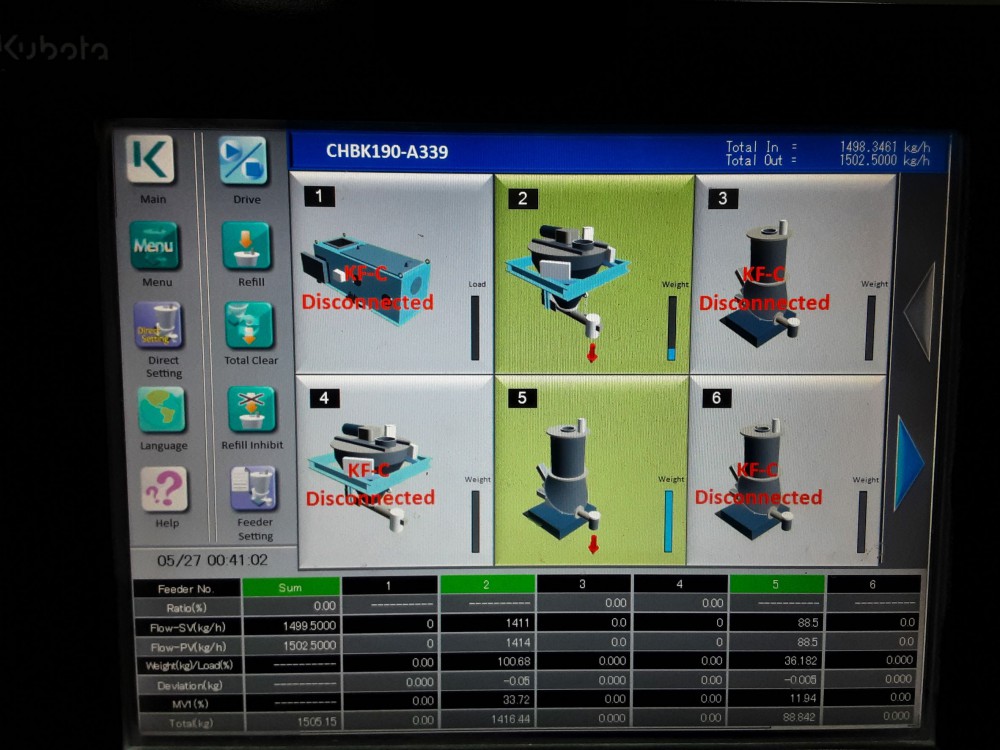 Kubota
CHBK190-A339
Total In = 1498.3461 kg/h
Total Out = 1502.5000 kg/h
Main
Drive
Menu
Menu
Refill
Direct Setting
Direct
Setting
Total Clear
Language
Refill Inhibit
Help
Feeder
Setting
05/27 00:41:02
1
KF-C
Disconnected
Load
2
Weight
3
KF-C
Disconnected
Weight
4
KF-C
Disconnected
Weight
5
Weight
6
KF-C
Disconnected
Weight
Feeder No. Sum 1 2 3 4 5 6
Ratio(%) 0.00 ---------- ---------- 0.00 0.00 ---------- ----------
Flow-SV(kg/h) 1499.5000 0 1411 0.0 0 88.5 0.0
Flow-PV(kg/h) 1502.5000 0 1414 0.0 0 88.5 0.0
Weight(kg)/Load(%) ---------- 0.00 100.68 0.000 0.00 36.182 0.000
Deviation(kg) ---------- 0.000 -0.05 0.000 0.00 -0.005 0.000
MV1(%) ---------- 0.00 33.72 0.00 0.00 11.94 0.00
Total(kg) 1505.15 0.00 1416.44 0.000 0.00 88.842 0.000